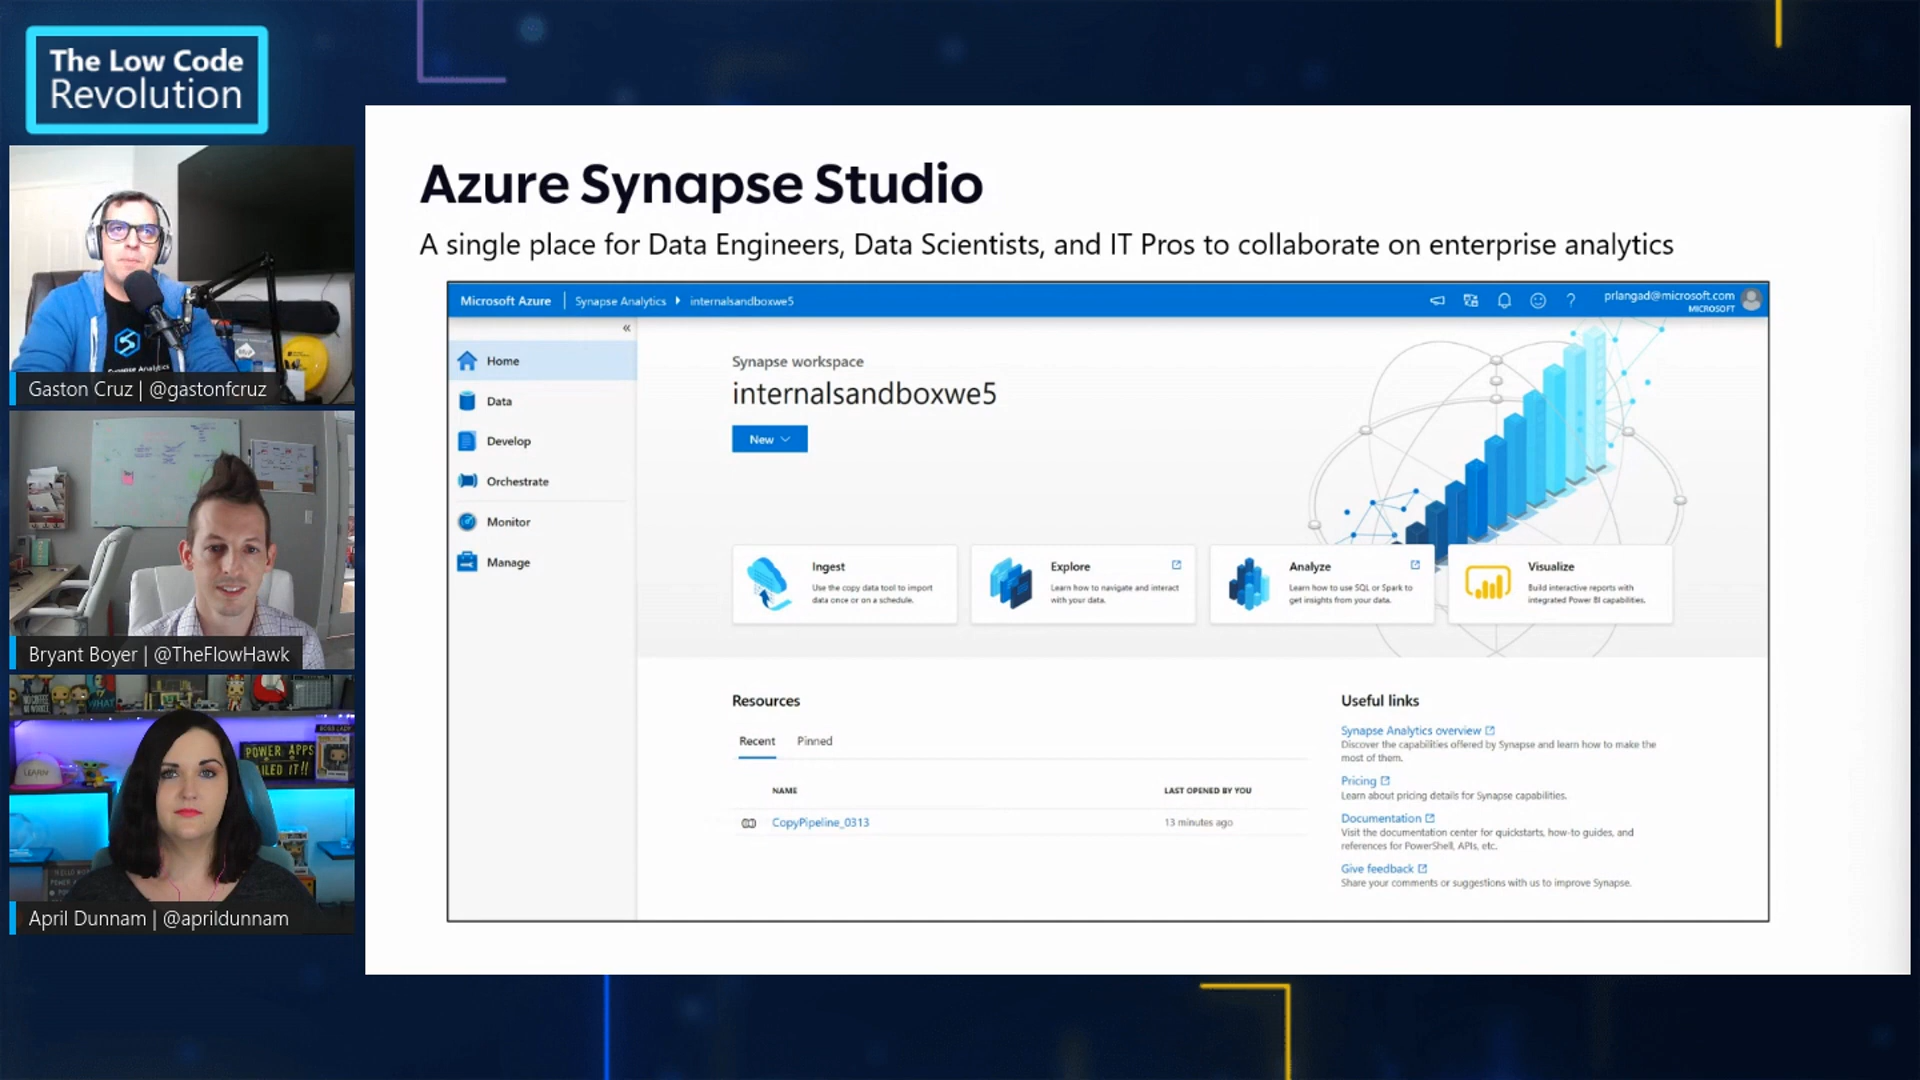 The Low Code
Revolution
Synapse Analytics
Gaston Cruz | @gastonfcruz
Bryant Boyer | @TheFlowHawk
WHAT
BOSS LADY
POWER APPS
LEARN
April Dunnam | @aprildunnam
Azure Synapse Studio
A single place for Data Engineers, Data Scientists, and IT Pros to collaborate on enterprise analytics
Microsoft Azure
Synapse Analytics
internalsandboxwe5
prlangad@microsoft.com
MICROSOFT
Home
Data
Develop
Orchestrate
Monitor
Manage
Synapse workspace
internalsandboxwe5
New
Ingest
Use the copy data tool to import
data once or on a schedule.
Explore
Learn how to navigate and interact
with your data.
Analyze
Learn how to use SQL or Spark to
get insights from your data.
Visualize
Build interactive reports with
integrated Power BI capabilities.
Resources
Recent
Pinned
NAME
LAST OPENED BY YOU
CopyPipeline_0313
13 minutes ago
Useful links
Synapse Analytics overview
Discover the capabilities offered by Synapse and learn how to make the
most of them.
Pricing
Learn about pricing details for Synapse capabilities.
Documentation
Visit the documentation center for quickstarts, how-to guides, and
references for PowerShell, APIs, etc.
Give feedback
Share your comments or suggestions with us to improve Synapse.